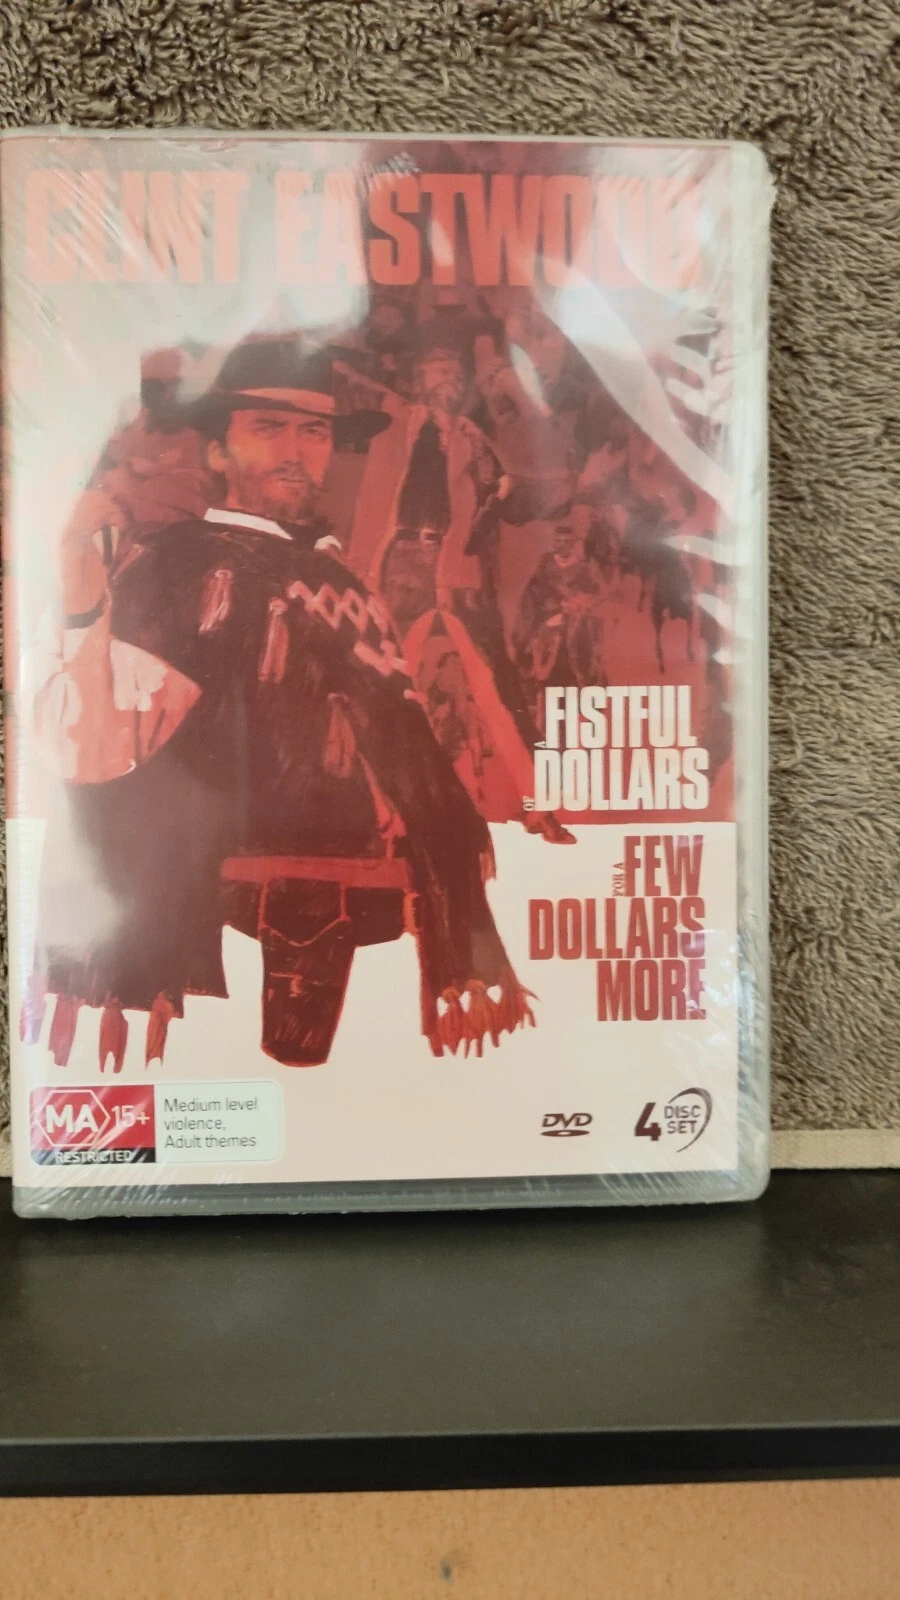 CLINT EASTWOOD
A FISTFUL
OF DOLLARS
FOR A FEW
DOLLARS
MORE
MA 15+
RESTRICTED
Medium level
violence,
Adult themes
DVD
4 DISC
SET